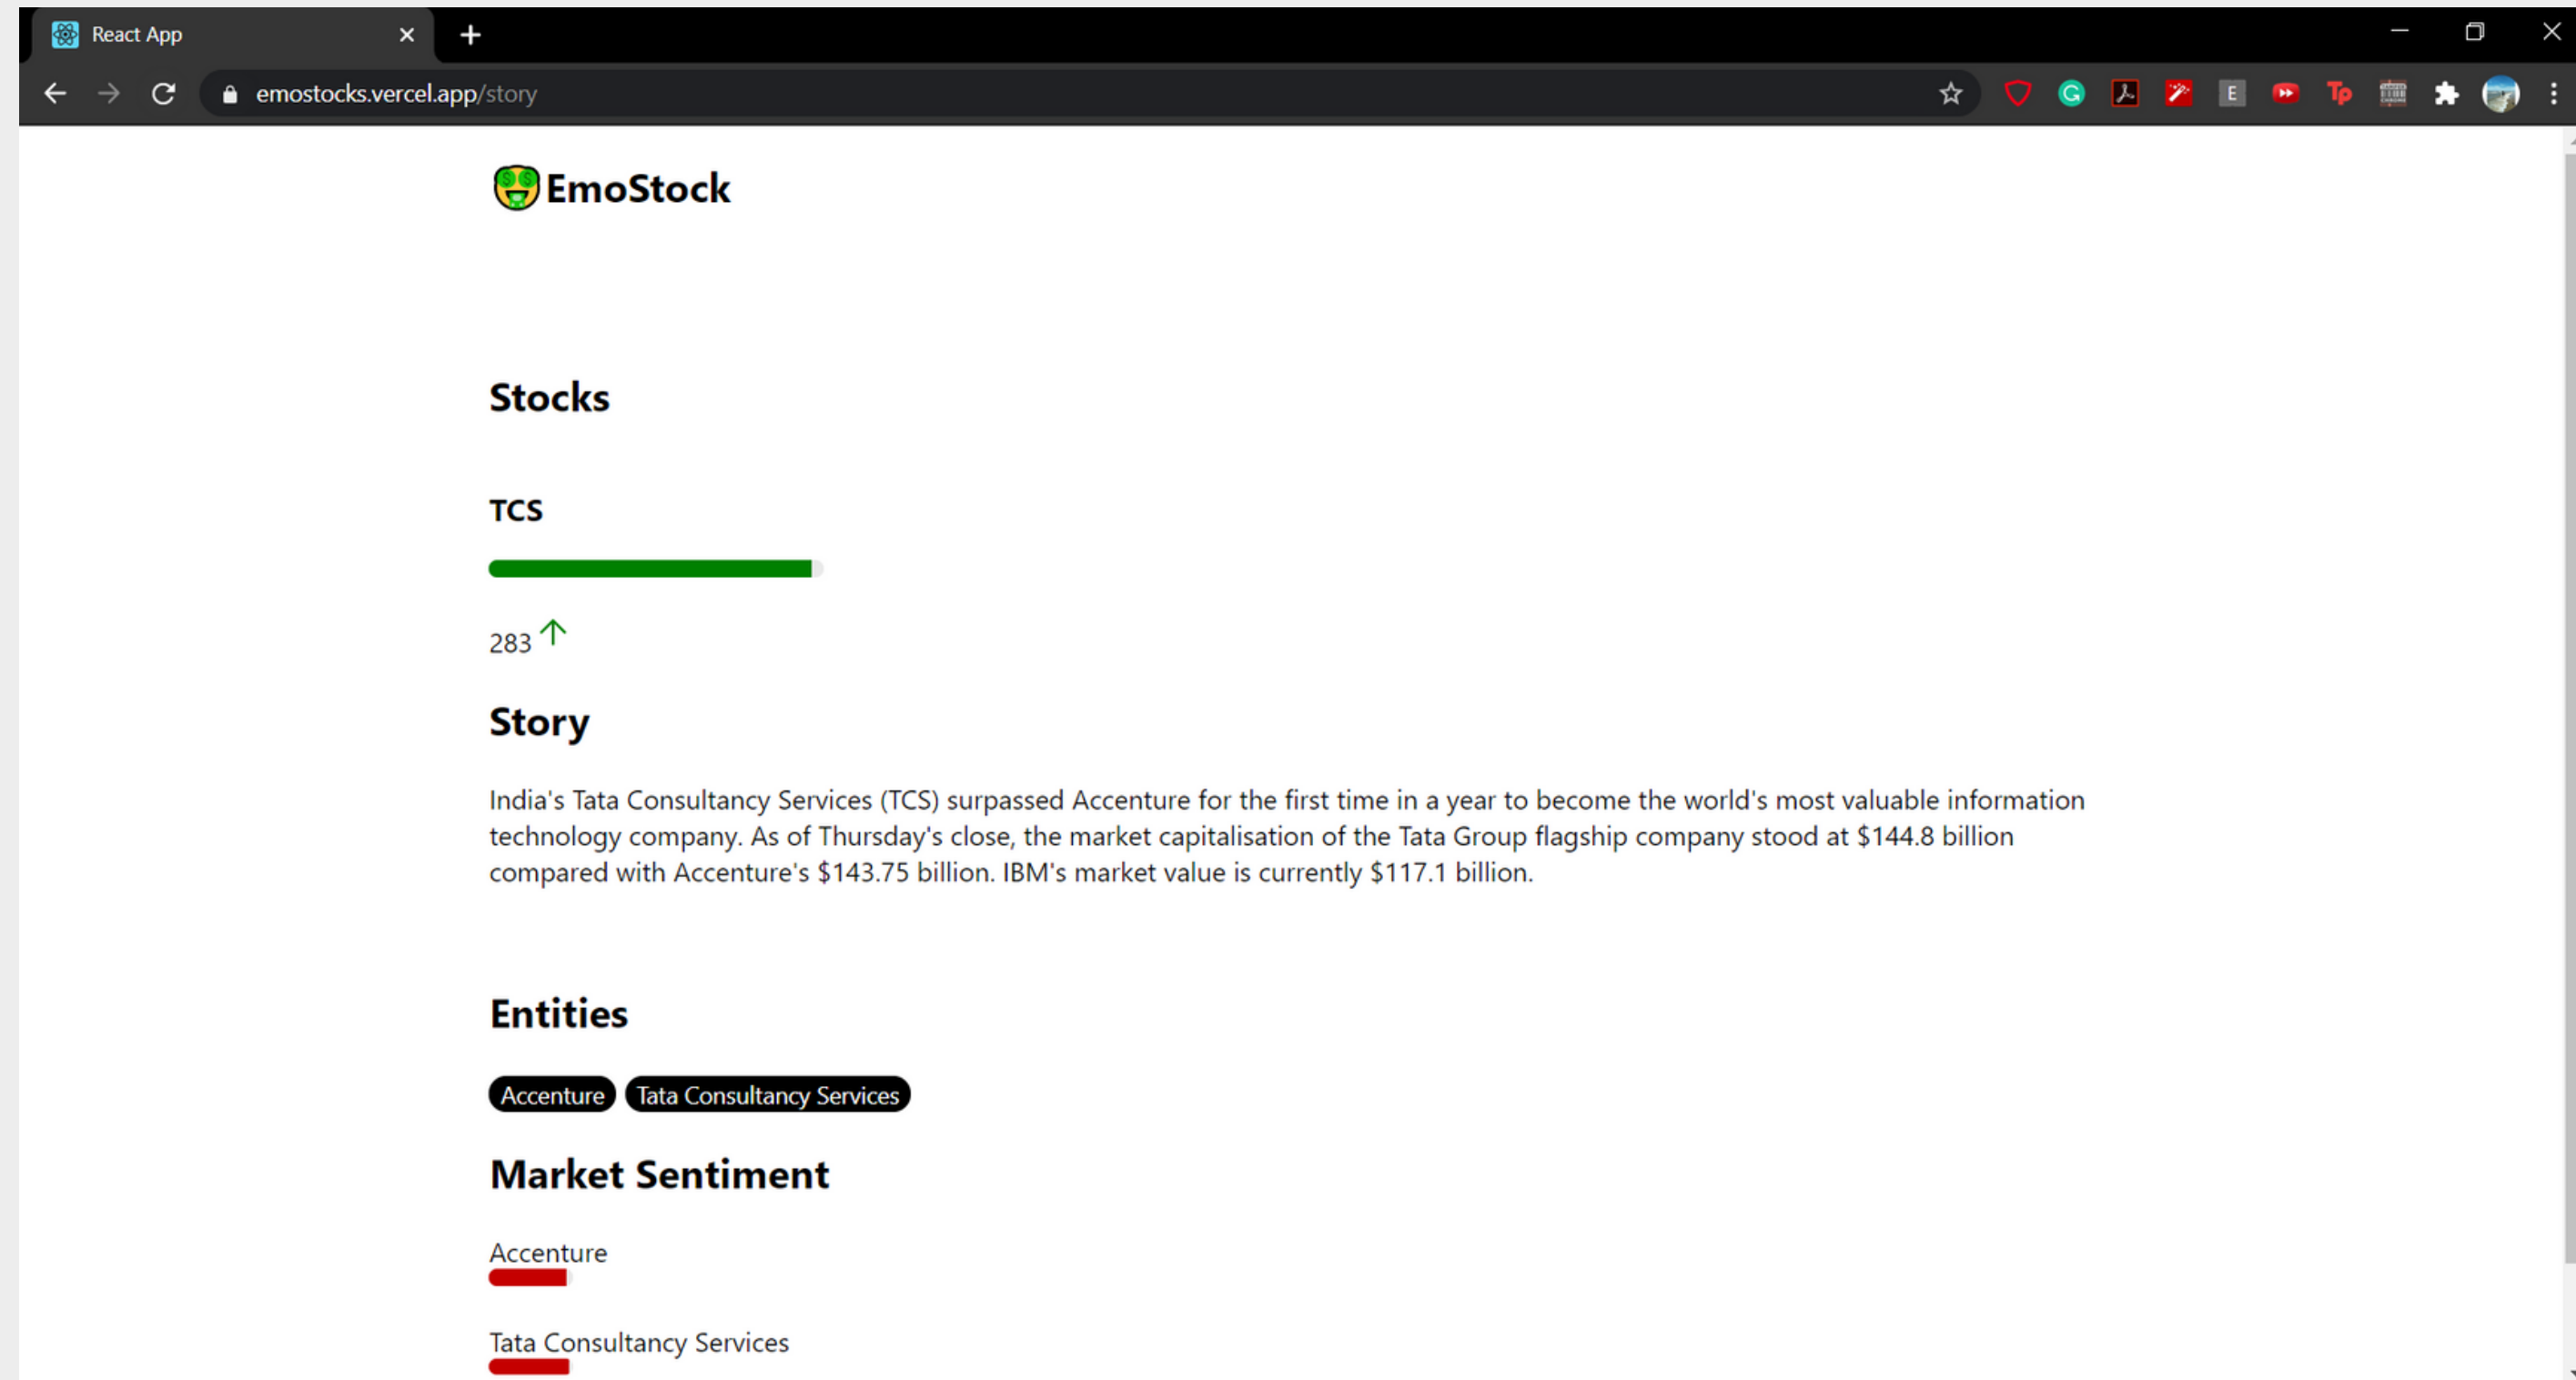 React App
emostocks.vercel.app/story
EmoStock
Stocks
TCS
283
Story
India's Tata Consultancy Services (TCS) surpassed Accenture for the first time in a year to become the world's most valuable information
technology company. As of Thursday's close, the market capitalisation of the Tata Group flagship company stood at $144.8 billion
compared with Accenture's $143.75 billion. IBM's market value is currently $117.1 billion.
Entities
Accenture Tata Consultancy Services
Market Sentiment
Accenture
Tata Consultancy Services